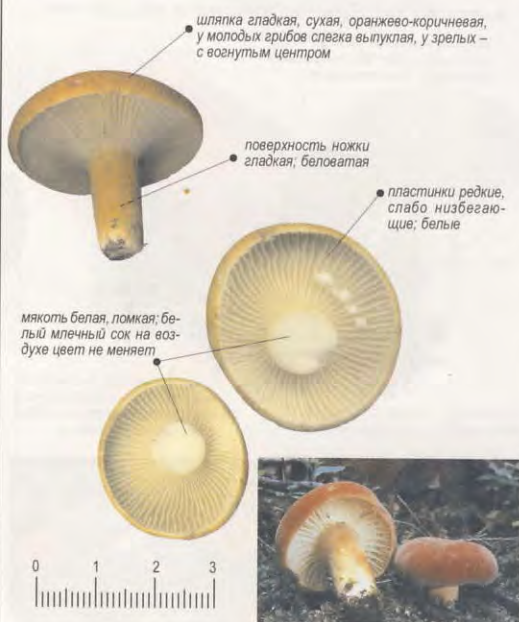 шляпка гладкая, сухая, оранжево-коричневая,
у молодых грибов слегка выпуклая, у зрелых –
с вогнутым центром
поверхность ножки
гладкая; беловатая
пластинки редкие,
слабо низбегаю-
щие; белые
мякоть белая, ломкая; бе-
лый млечный сок на воз-
духе цвет не меняет
0 1 2 3